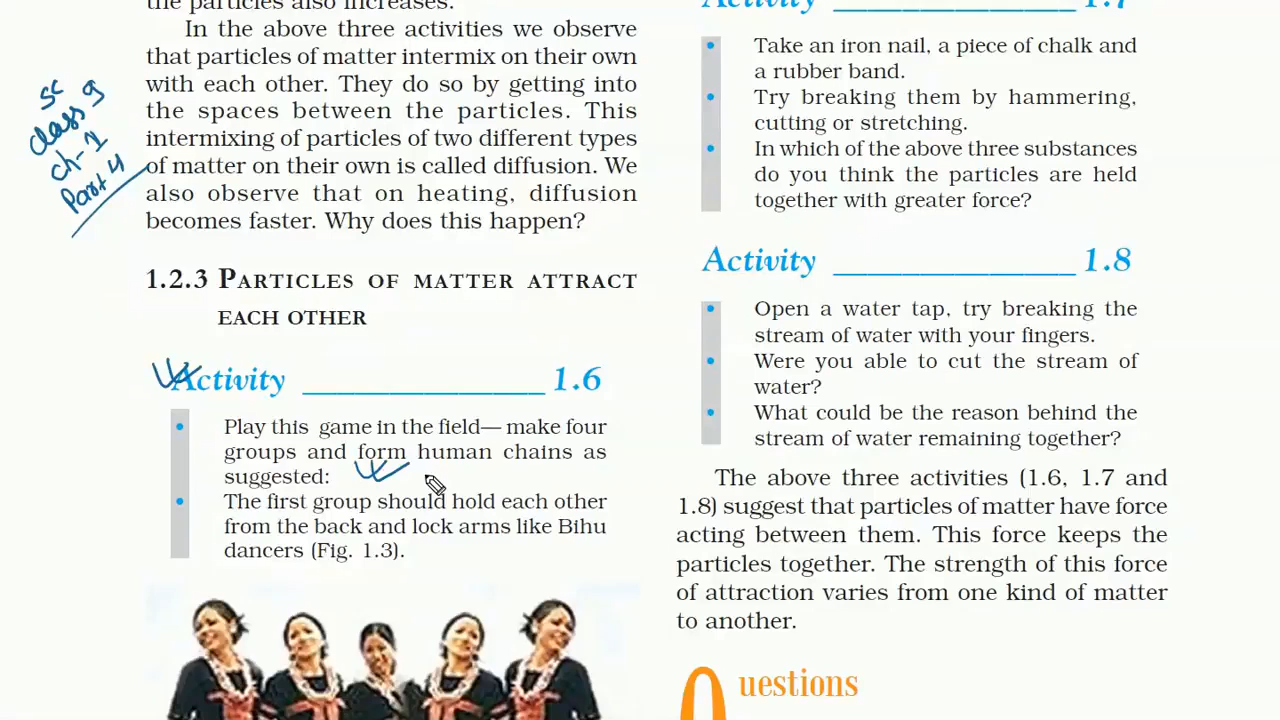 the particles also increases.
In the above three activities we observe
that particles of matter intermix on their own
with each other. They do so by getting into
the spaces between the particles. This
intermixing of particles of two different types
of matter on their own is called diffusion. We
also observe that on heating, diffusion
becomes faster. Why does this happen?
SC
Class 9
Ch-1
Part 4
1.2.3 PARTICLES OF MATTER ATTRACT
EACH OTHER
Activity 1.6
• Play this game in the field— make four
groups and form human chains as
suggested:
• The first group should hold each other
from the back and lock arms like Bihu
dancers (Fig. 1.3).
Activity 1.7
• Take an iron nail, a piece of chalk and
a rubber band.
• Try breaking them by hammering,
cutting or stretching.
• In which of the above three substances
do you think the particles are held
together with greater force?
Activity 1.8
• Open a water tap, try breaking the
stream of water with your fingers.
• Were you able to cut the stream of
water?
• What could be the reason behind the
stream of water remaining together?
The above three activities (1.6, 1.7 and
1.8) suggest that particles of matter have force
acting between them. This force keeps the
particles together. The strength of this force
of attraction varies from one kind of matter
to another.
Questions